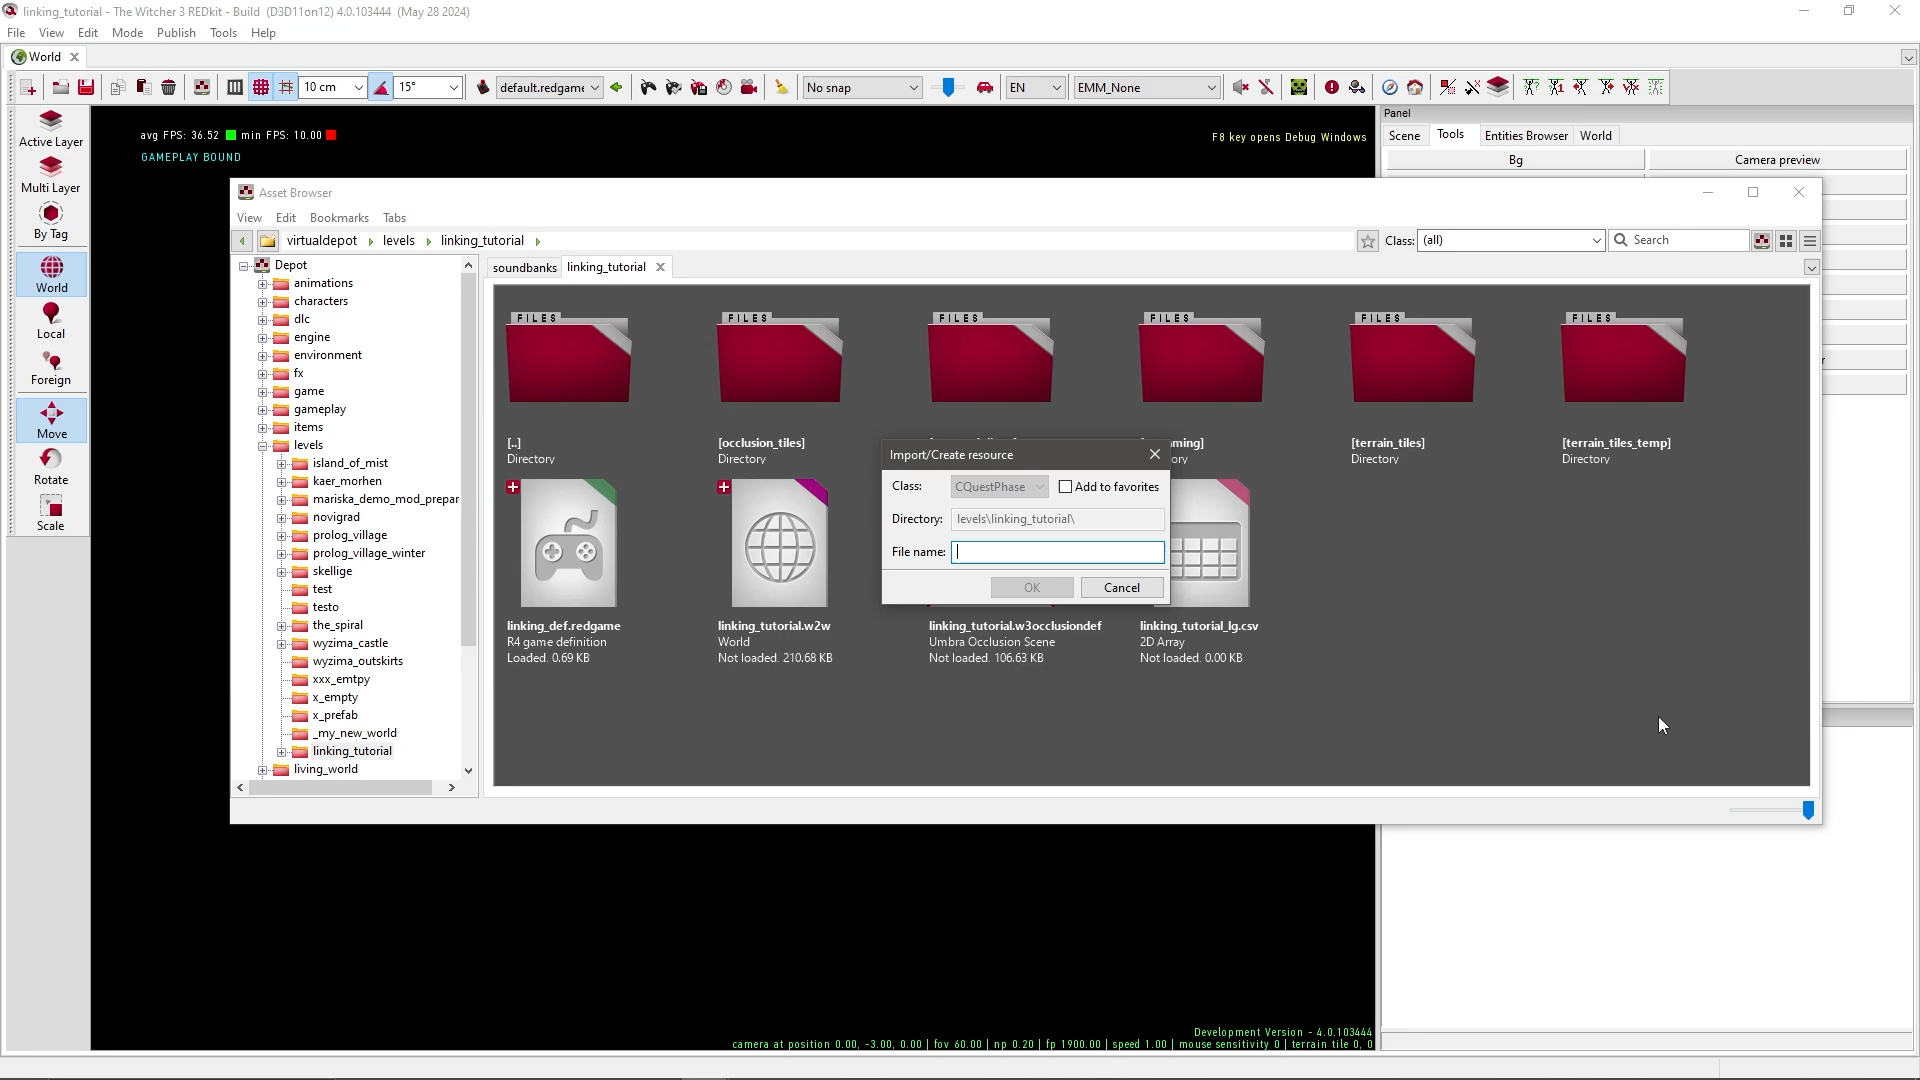 linking_tutorial - The Witcher 3 REDkit - Build  (D3D11on12) 4.0.103444  (May 28 2024)
File View Edit Mode Publish Tools Help
World
10 cm 15° default.redgame No snap EN EMM_None
Active Layer
Multi Layer
By Tag
World
Local
Foreign
Move
Rotate
Scale
avg FPS: 36.52 min FPS: 10.00
GAMEPLAY BOUND
F8 key opens Debug Windows
Panel
Scene Tools Entities Browser World
Bg Camera preview
Asset Browser
View Edit Bookmarks Tabs
virtualdepot levels linking_tutorial
Class: (all) Search
Depot
animations
characters
dlc
engine
environment
fx
game
gameplay
items
levels
island_of_mist
kaer_morhen
mariska_demo_mod_prepar
novigrad
prolog_village
prolog_village_winter
skellige
test
testo
the_spiral
wyzima_castle
wyzima_outskirts
xxx_emtpy
x_empty
x_prefab
_my_new_world
linking_tutorial
living_world
soundbanks linking_tutorial
FILES FILES FILES FILES FILES FILES
[..]
Directory
[occlusion_tiles]
Directory
[terrain_tiles]
Directory
[terrain_tiles_temp]
Directory
linking_def.redgame
R4 game definition
Loaded. 0.69 KB
linking_tutorial.w2w
World
Not loaded. 210.68 KB
linking_tutorial.w3occlusiondef
Umbra Occlusion Scene
Not loaded. 106.63 KB
linking_tutorial_lg.csv
2D Array
Not loaded. 0.00 KB
Import/Create resource
Class: CQuestPhase Add to favorites
Directory: levels\linking_tutorial\
File name:
OK Cancel
Development Version - 4.0.103444
camera at position 0.00, -3.00, 0.00 | fov 60.00 | np 0.20 | fp 1900.00 | speed 1.00 | mouse sensitivity 0 | terrain tile 0, 0